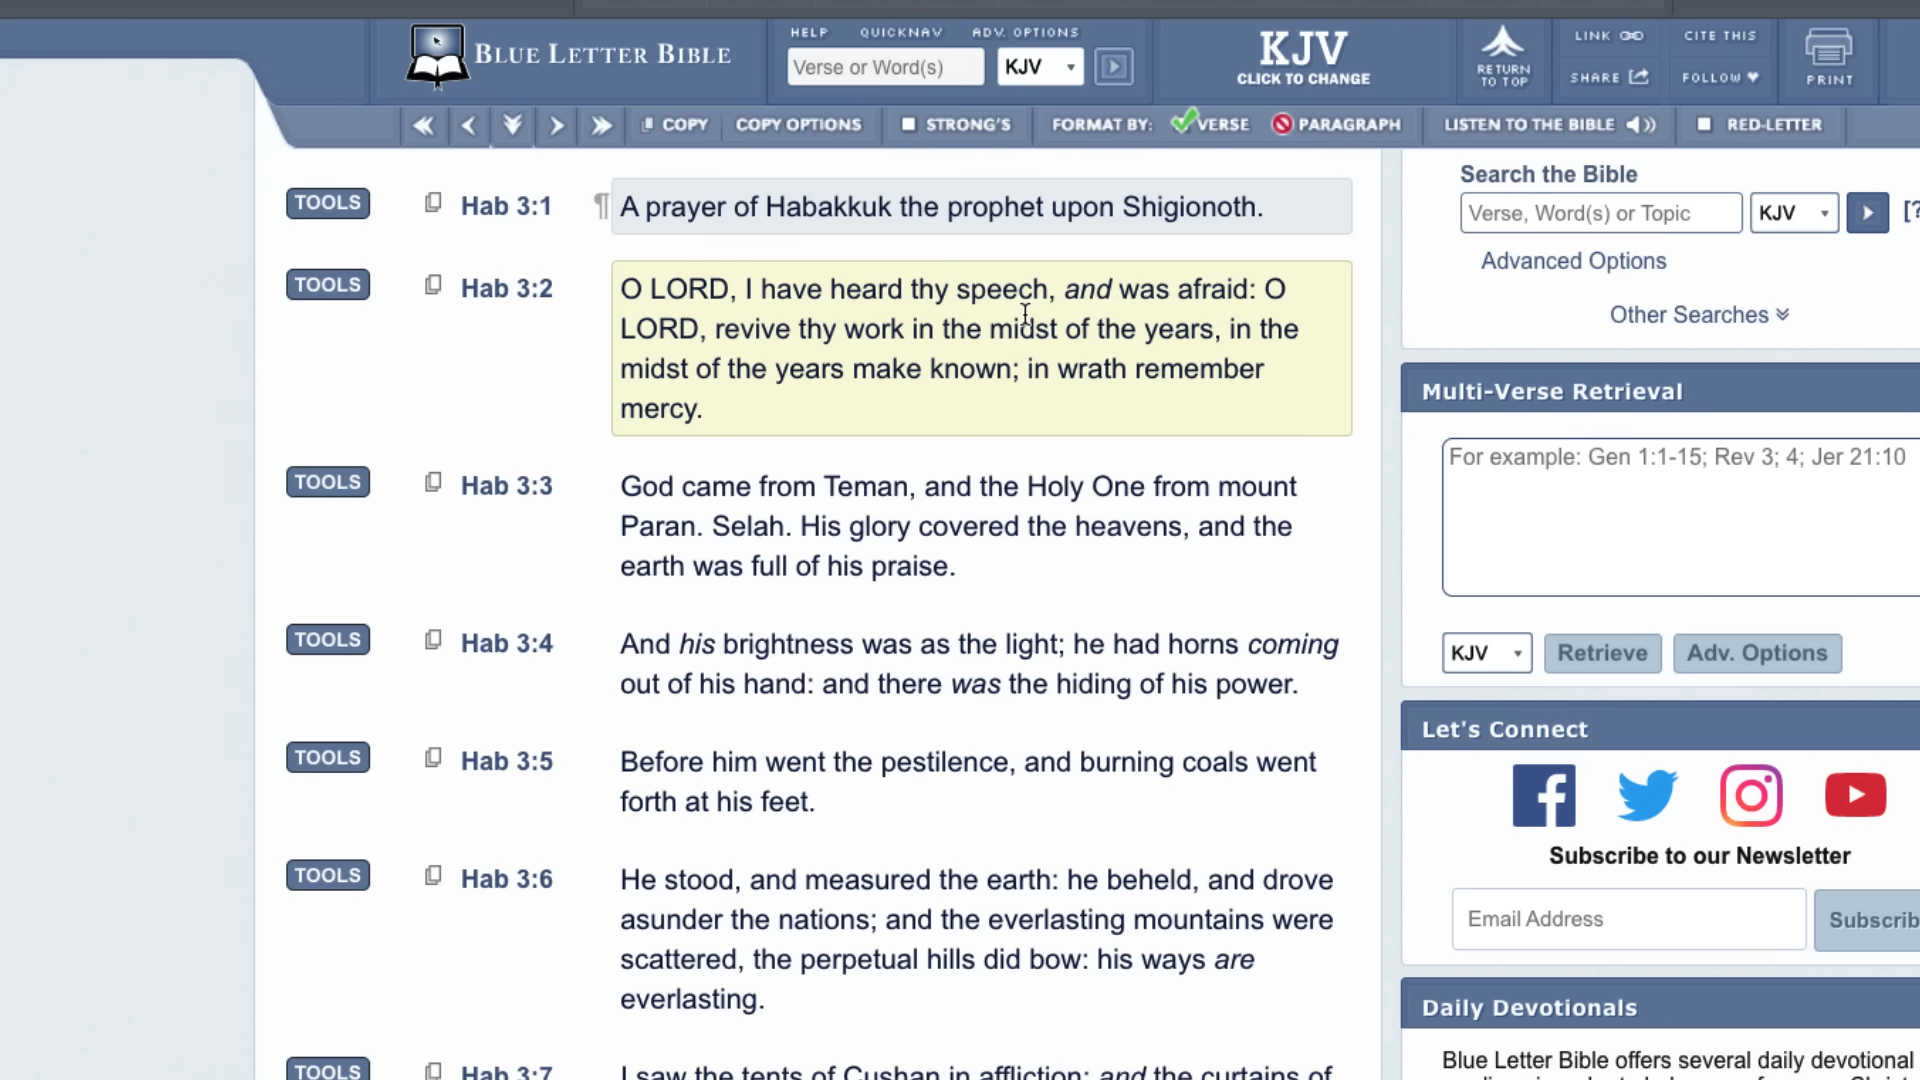 BLUE LETTER BIBLE
HELP QUICKNAV ADV. OPTIONS
Verse or Word(s) KJV
KJV
CLICK TO CHANGE
RETURN
TO TOP
LINK CITE THIS
SHARE FOLLOW
PRINT
COPY COPY OPTIONS STRONG'S FORMAT BY: VERSE PARAGRAPH LISTEN TO THE BIBLE RED-LETTER
TOOLS Hab 3:1 ¶ A prayer of Habakkuk the prophet upon Shigionoth.
TOOLS Hab 3:2 O LORD, I have heard thy speech, and was afraid: O
LORD, revive thy work in the midst of the years, in the
midst of the years make known; in wrath remember
mercy.
TOOLS Hab 3:3 God came from Teman, and the Holy One from mount
Paran. Selah. His glory covered the heavens, and the
earth was full of his praise.
TOOLS Hab 3:4 And his brightness was as the light; he had horns coming
out of his hand: and there was the hiding of his power.
TOOLS Hab 3:5 Before him went the pestilence, and burning coals went
forth at his feet.
TOOLS Hab 3:6 He stood, and measured the earth: he beheld, and drove
asunder the nations; and the everlasting mountains were
scattered, the perpetual hills did bow: his ways are
everlasting.
TOOLS Hab 3:7 I saw the tents of Cushan in affliction: and the curtains of
Search the Bible
Verse, Word(s) or Topic KJV [?
Advanced Options
Other Searches
Multi-Verse Retrieval
For example: Gen 1:1-15; Rev 3; 4; Jer 21:10
KJV Retrieve Adv. Options
Let's Connect
Subscribe to our Newsletter
Email Address Subscrib
Daily Devotionals
Blue Letter Bible offers several daily devotional